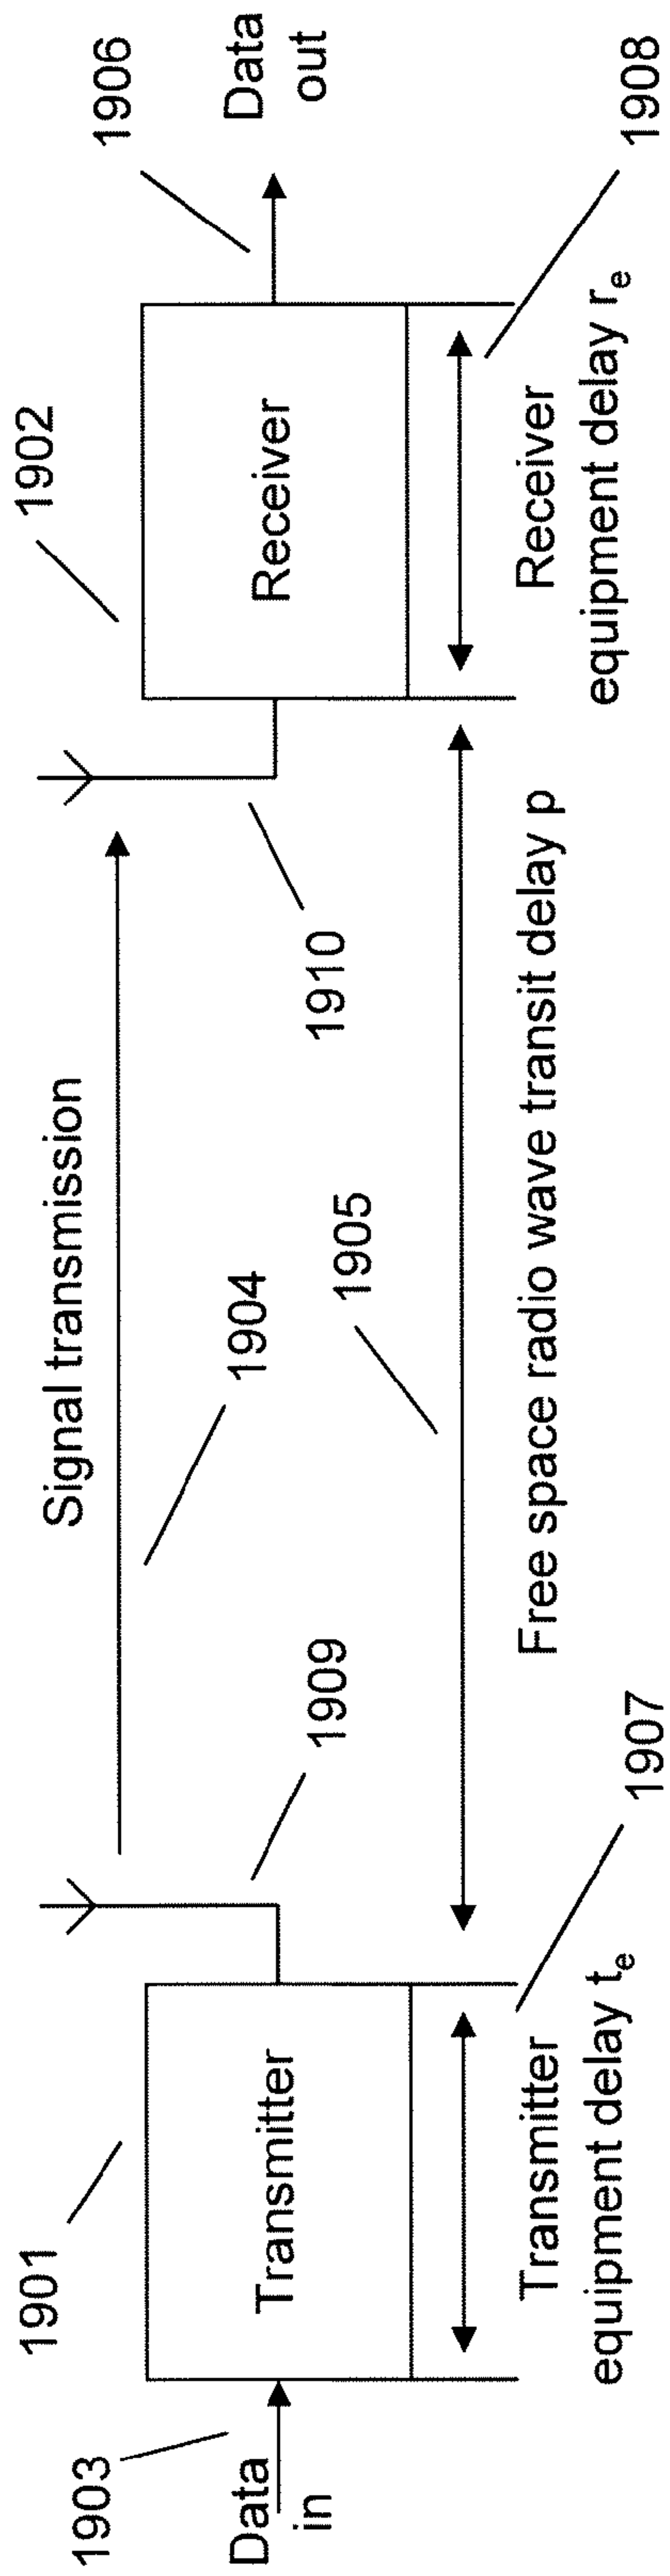 1901
1902
1903
1904
1905
1906
1907
1908
1909
1910
Signal transmission
Data
in
Transmitter
Receiver
Data
out
Transmitter
equipment delay te
Free space radio wave transit delay p
Receiver
equipment delay re